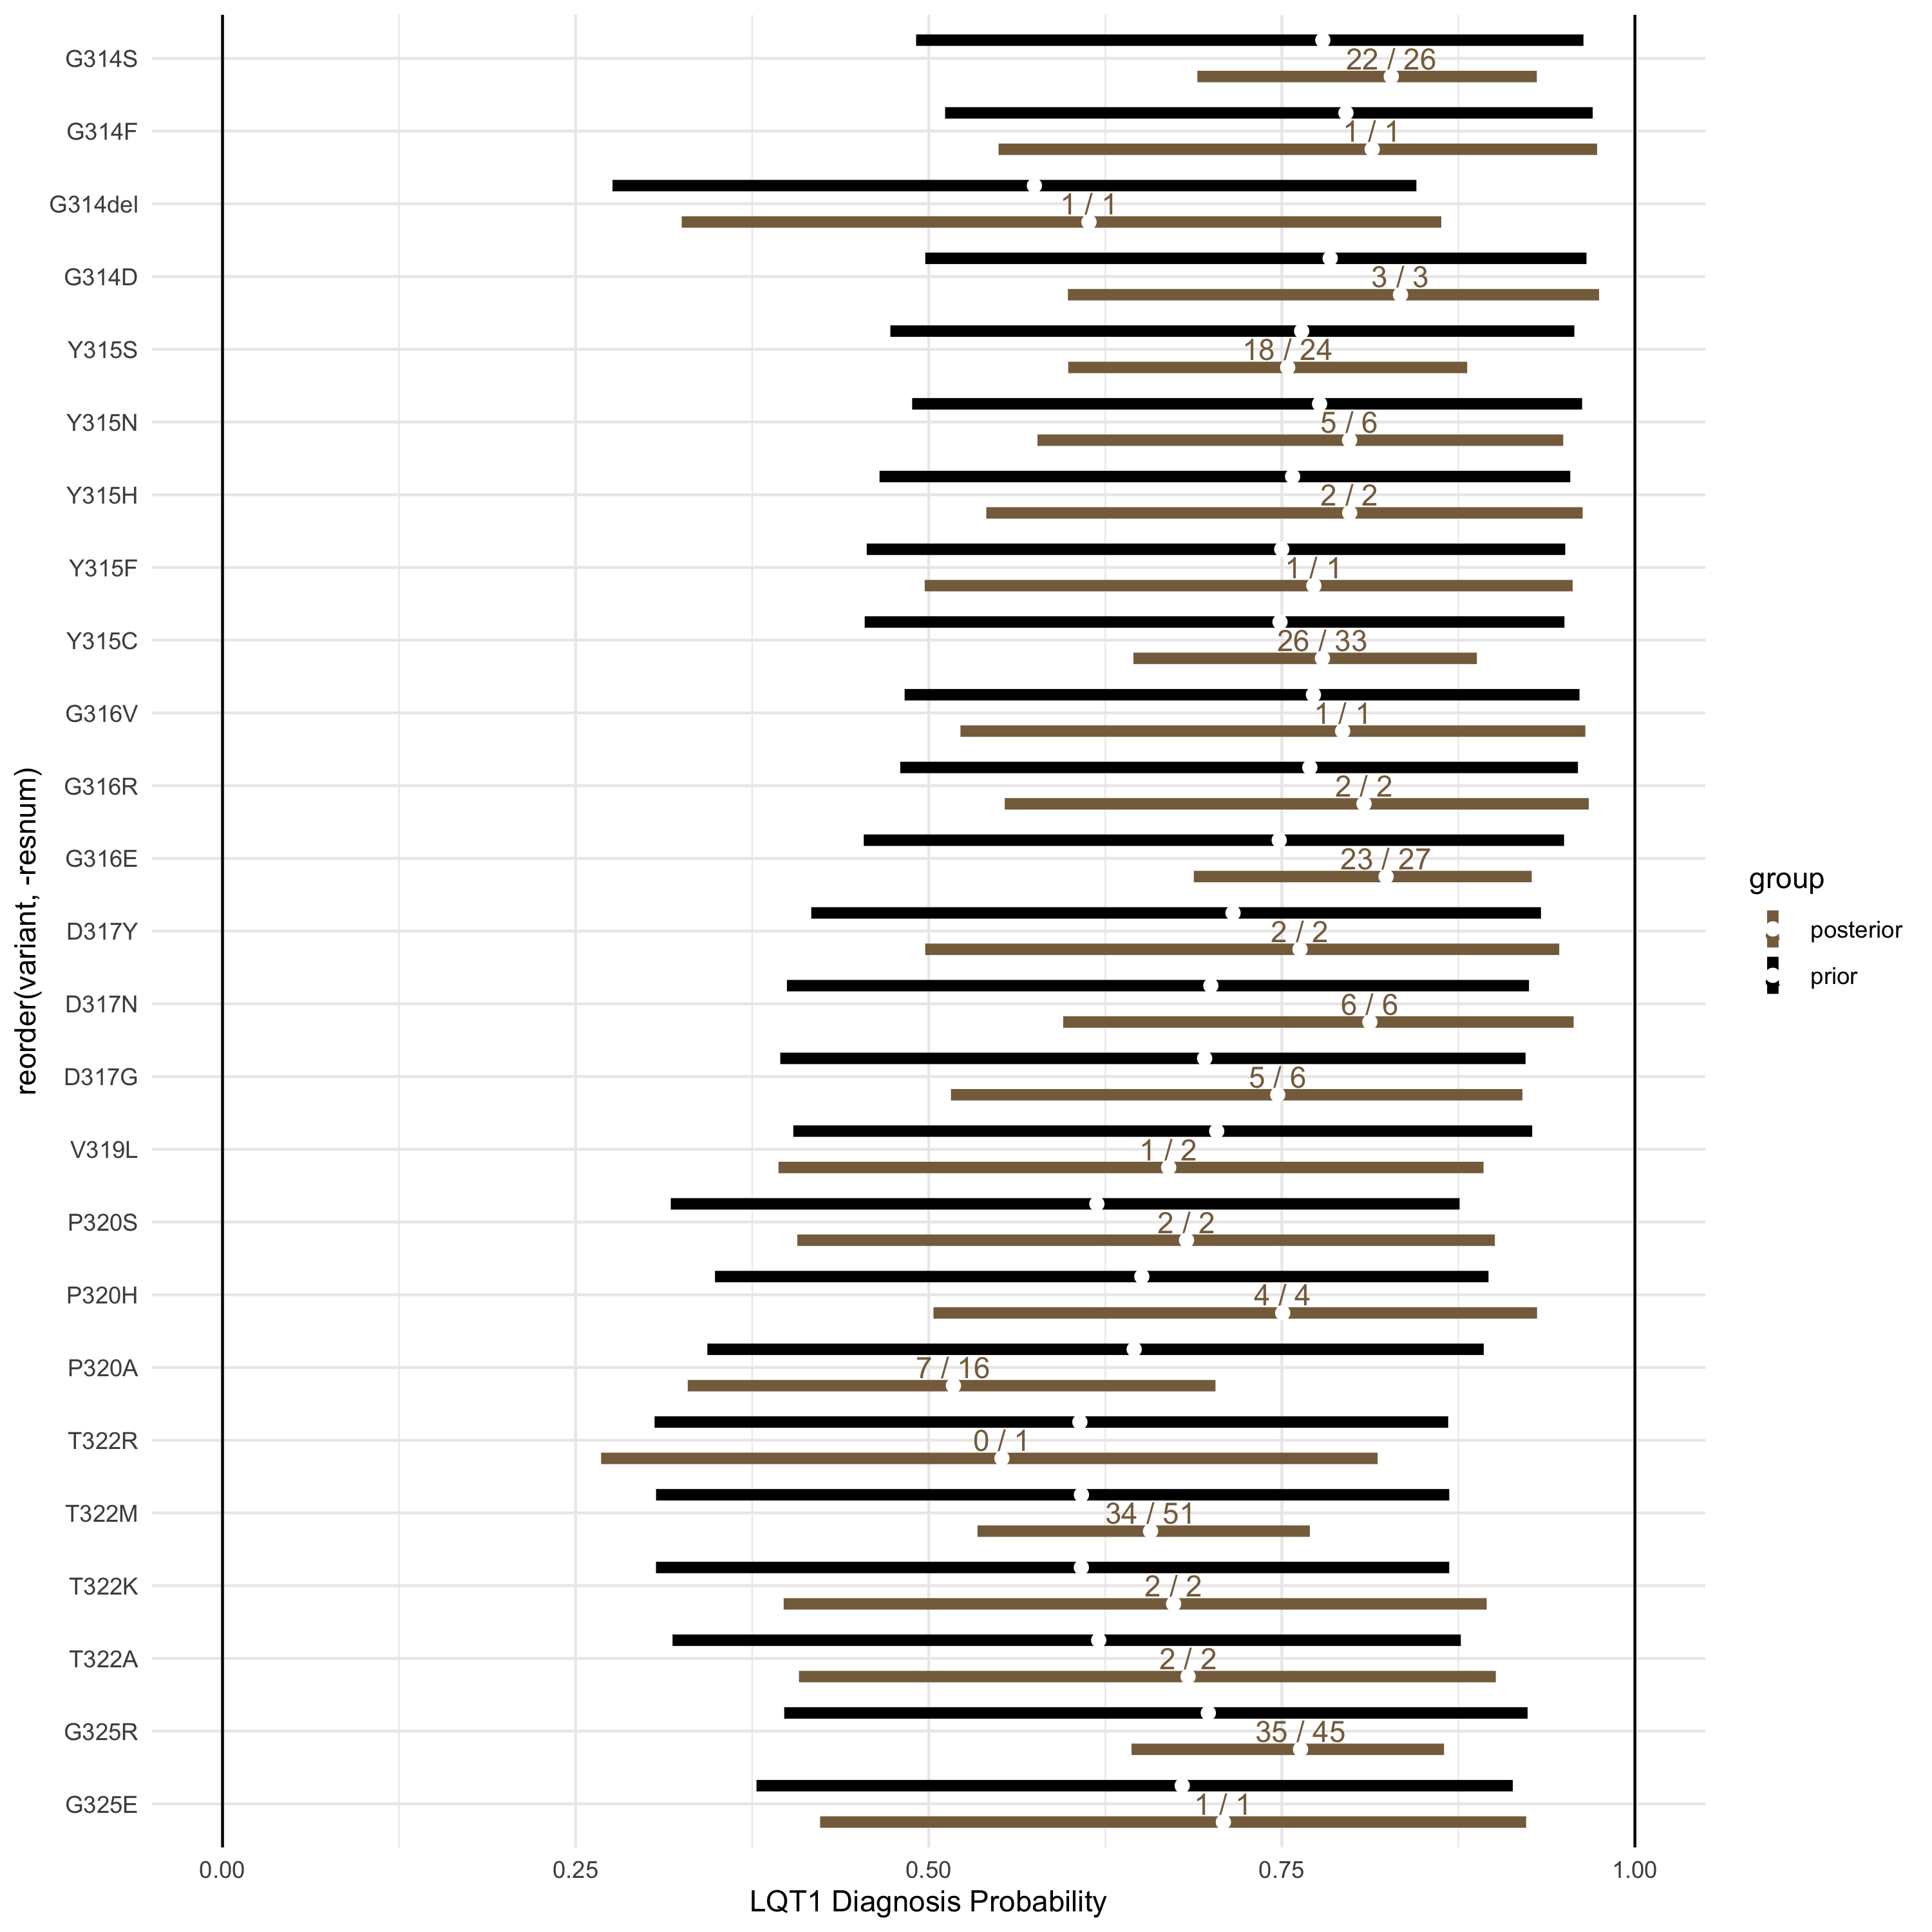 G314S
22 / 26
G314F
1 / 1
G314del
1 / 1
G314D
3 / 3
Y315S
18 / 24
Y315N
5 / 6
Y315H
2 / 2
Y315F
1 / 1
Y315C
26 / 33
G316V
1 / 1
G316R
2 / 2
G316E
23 / 27
D317Y
2 / 2
D317N
6 / 6
D317G
5 / 6
V319L
1 / 2
P320S
2 / 2
P320H
4 / 4
P320A
7 / 16
T322R
0 / 1
T322M
34 / 51
T322K
2 / 2
T322A
2 / 2
G325R
35 / 45
G325E
1 / 1
0.00 0.25 0.50 0.75 1.00
LQT1 Diagnosis Probability
reorder(variant, -resnum)
group
posterior
prior